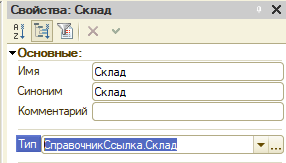 Свойства: Склад
Основные:
Имя Склад
Синоним Склад
Комментарий
Тип СправочникСсылка.Склад ...